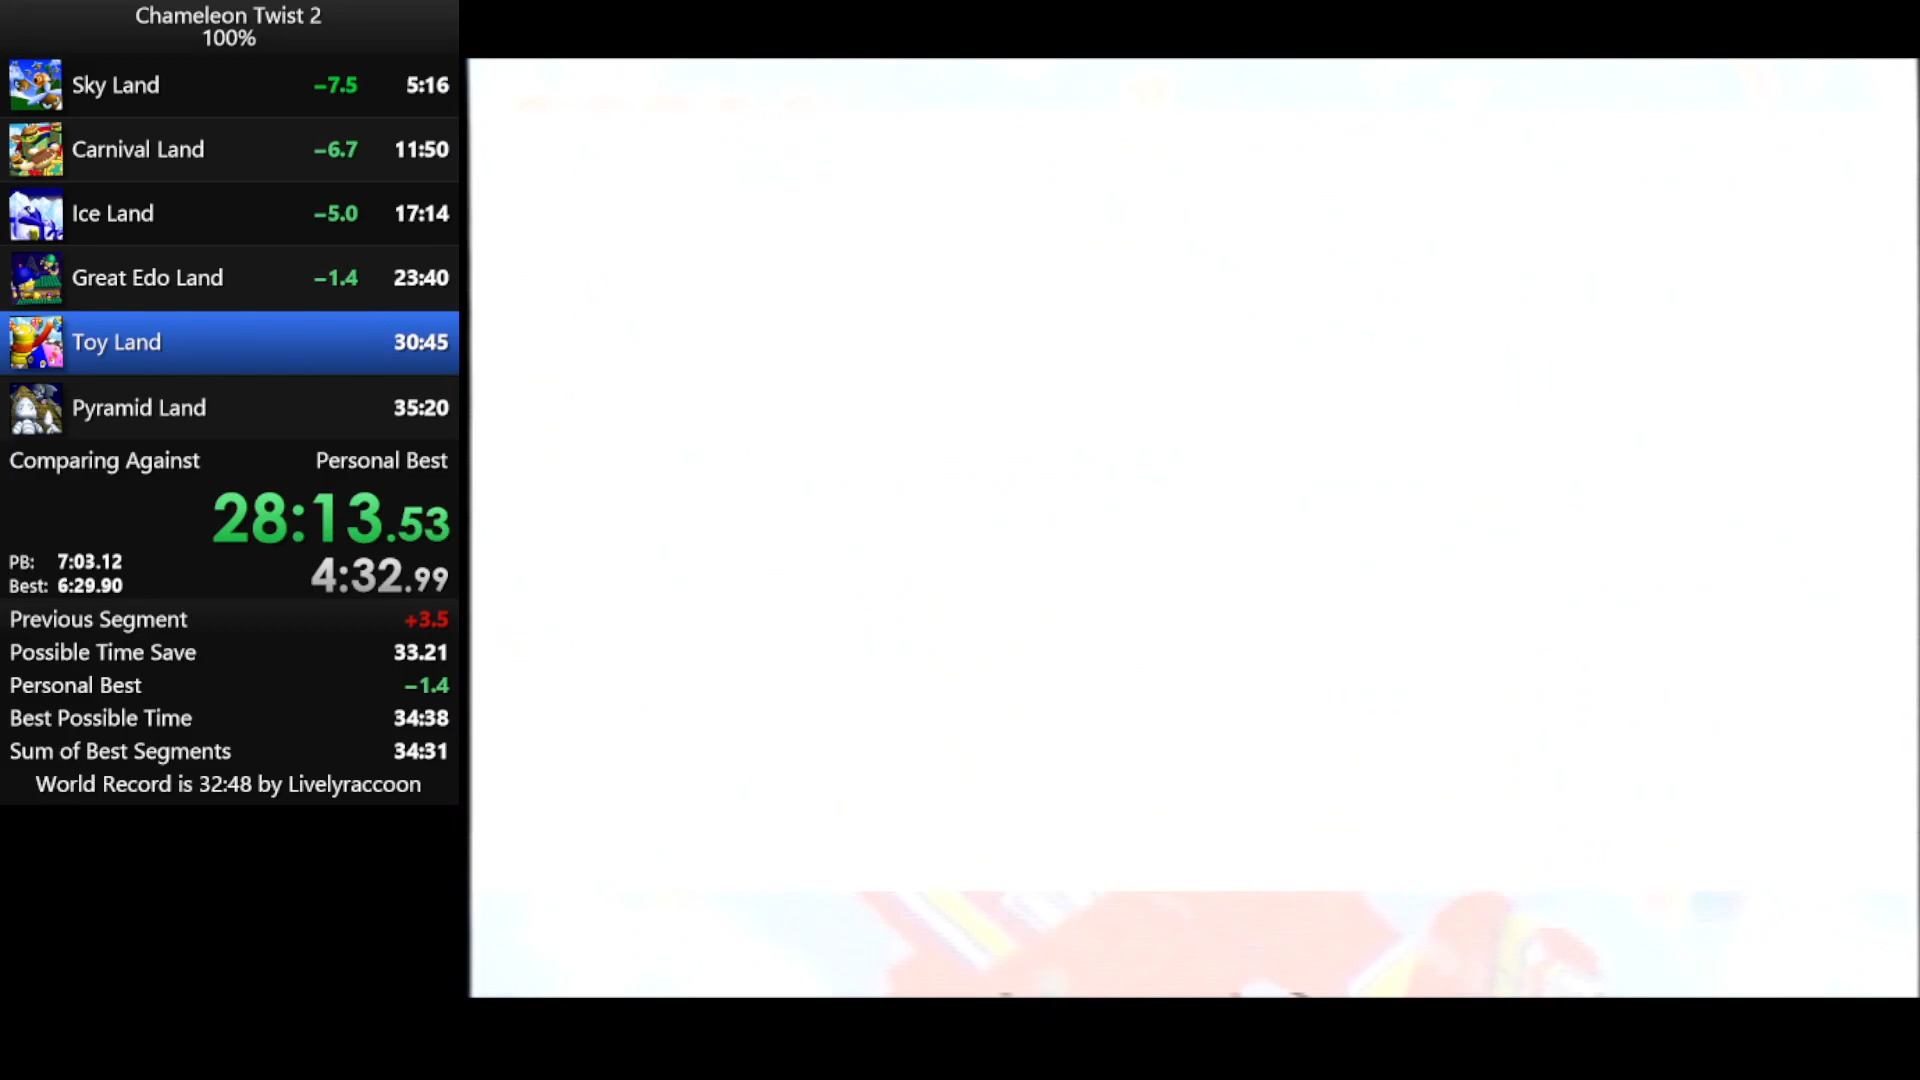 Chameleon Twist 2
100%
Sky Land −7.5 5:16
Carnival Land −6.7 11:50
Ice Land −5.0 17:14
Great Edo Land −1.4 23:40
Toy Land 30:45
Pyramid Land 35:20
Comparing Against Personal Best
28:13.53
PB: 7:03.12 4:32.99
Best: 6:29.90
Previous Segment +3.5
Possible Time Save 33.21
Personal Best −1.4
Best Possible Time 34:38
Sum of Best Segments 34:31
World Record is 32:48 by Livelyraccoon